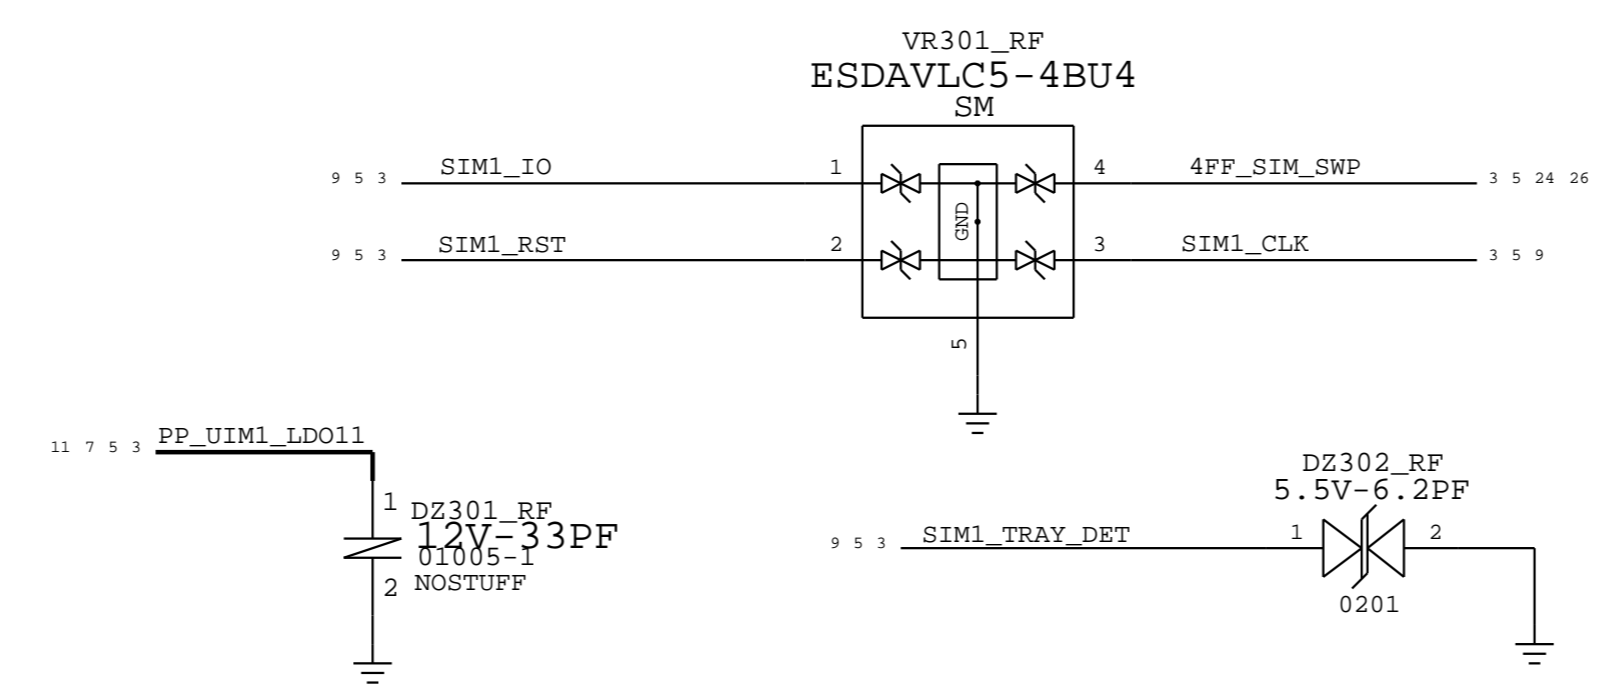 VR301_RF
ESDAVLC5-4BU4
SM
9 5 3 SIM1_IO 1 4 4FF_SIM_SWP 3 5 24 26
GND
9 5 3 SIM1_RST 2 3 SIM1_CLK 3 5 9
5
11 7 5 3 PP_UIM1_LDO11
1 DZ301_RF
12V-33PF
01005-1
2 NOSTUFF
DZ302_RF
5.5V-6.2PF
9 5 3 SIM1_TRAY_DET 1 2
0201